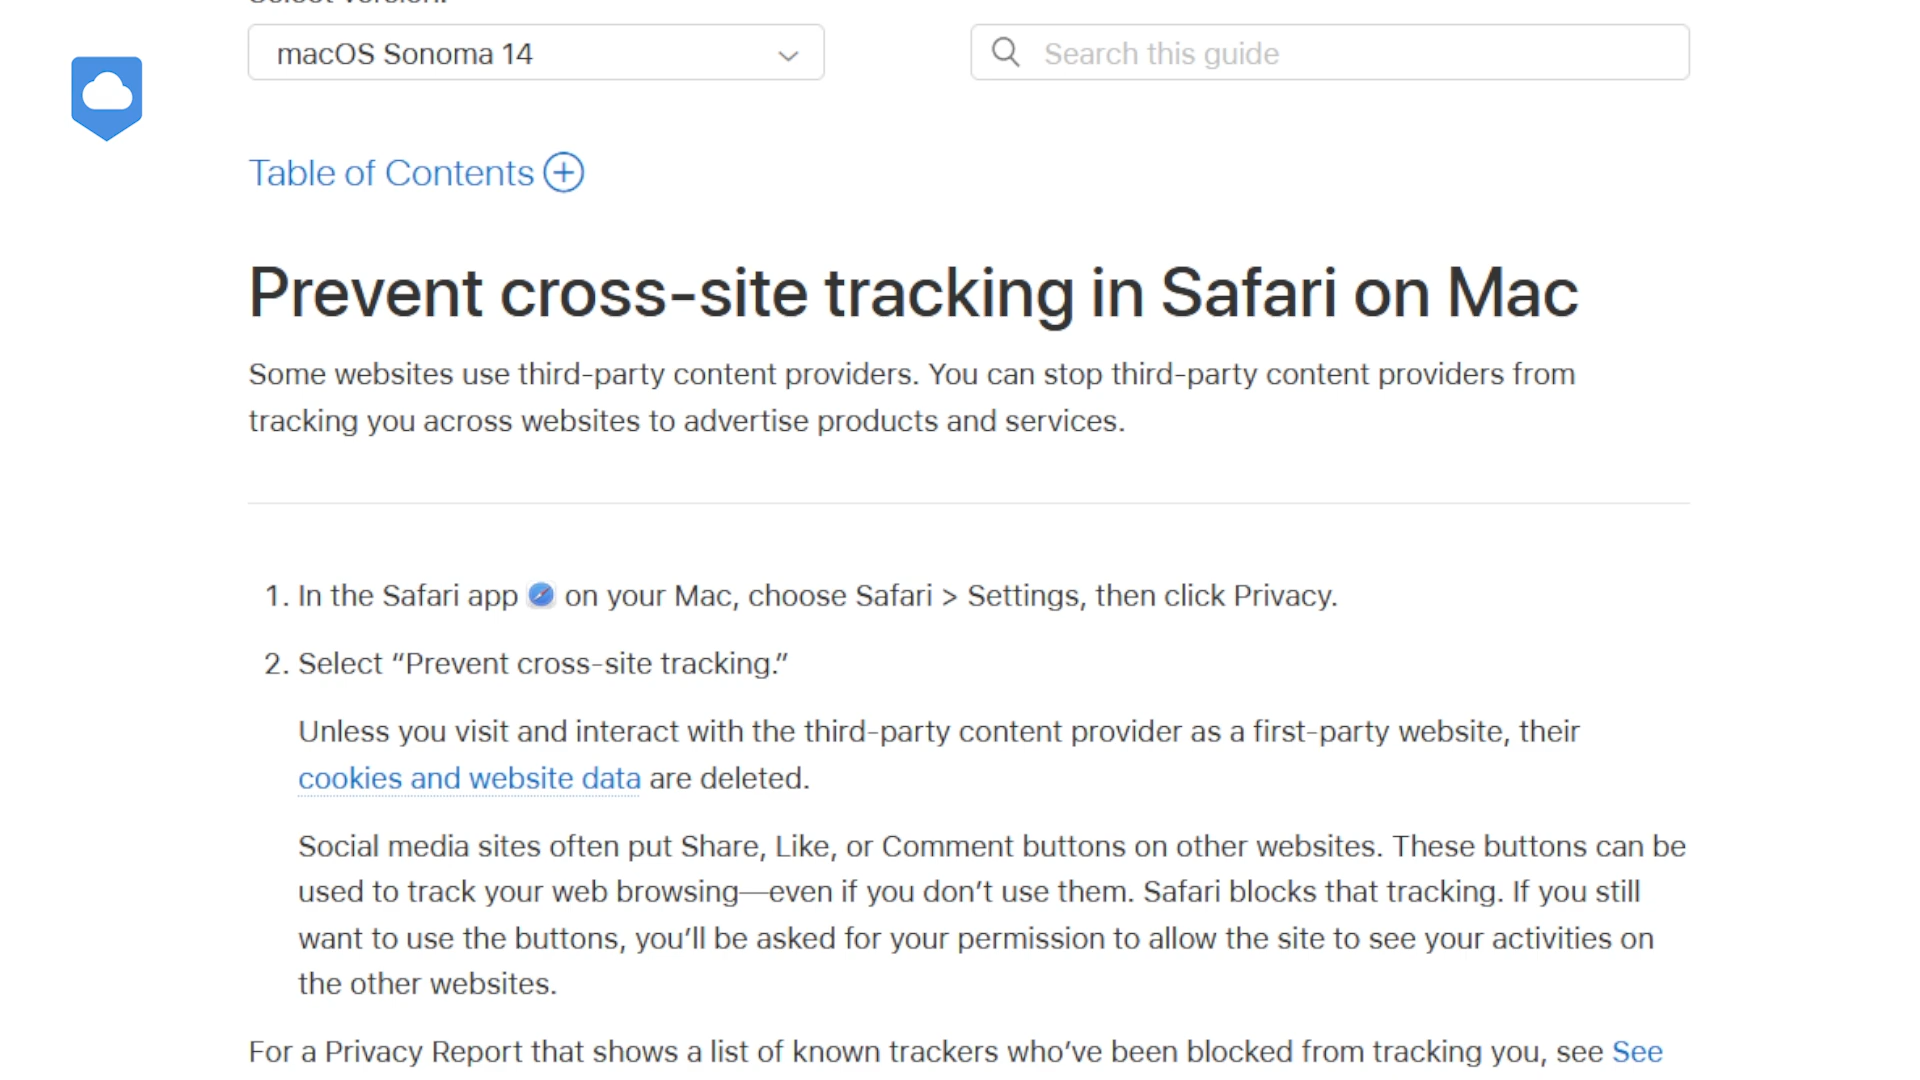 Select version:
macOS Sonoma 14
Search this guide
Table of Contents
Prevent cross-site tracking in Safari on Mac
Some websites use third-party content providers. You can stop third-party content providers from
tracking you across websites to advertise products and services.
1. In the Safari app on your Mac, choose Safari > Settings, then click Privacy.
2. Select “Prevent cross-site tracking.”
Unless you visit and interact with the third-party content provider as a first-party website, their
cookies and website data are deleted.
Social media sites often put Share, Like, or Comment buttons on other websites. These buttons can be
used to track your web browsing—even if you don’t use them. Safari blocks that tracking. If you still
want to use the buttons, you’ll be asked for your permission to allow the site to see your activities on
the other websites.
For a Privacy Report that shows a list of known trackers who’ve been blocked from tracking you, see See